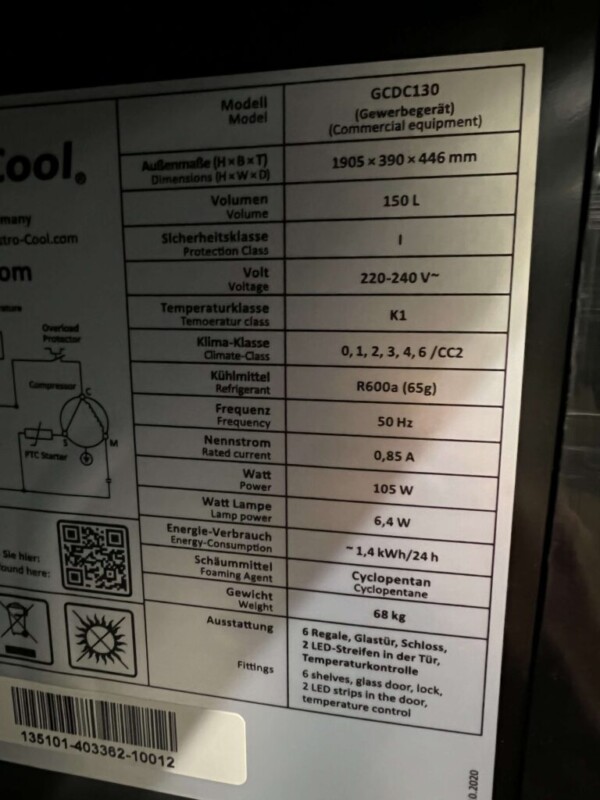 Cool®
many
stro-Cool.com
om
Overload
Protector
Compressor
C
S
M
PTC Starter
Sie hier:
ound here:
135101-403362-10012
Modell
Model
GCDC130
(Gewerbegerät)
(Commercial equipment)
Außenmaße (H × B × T)
Dimensions (H × W × D)
1905 × 390 × 446 mm
Volumen
Volume
150 L
Sicherheitsklasse
Protection Class
I
Volt
Voltage
220-240 V~
Temperaturklasse
Temoeratur class
K1
Klima-Klasse
Climate-Class
0, 1, 2, 3, 4, 6 /CC2
Kühlmittel
Refrigerant
R600a (65g)
Frequenz
Frequency
50 Hz
Nennstrom
Rated current
0,85 A
Watt
Power
105 W
Watt Lampe
Lamp power
6,4 W
Energie-Verbrauch
Energy-Consumption
~ 1,4 kWh/24 h
Schäummittel
Foaming Agent
Cyclopentan
Cyclopentane
Gewicht
Weight
68 kg
Ausstattung
Fittings
6 Regale, Glastür, Schloss,
2 LED-Streifen in der Tür,
Temperaturkontrolle
6 shelves, glass door, lock,
2 LED strips in the door,
temperature control
0.2020